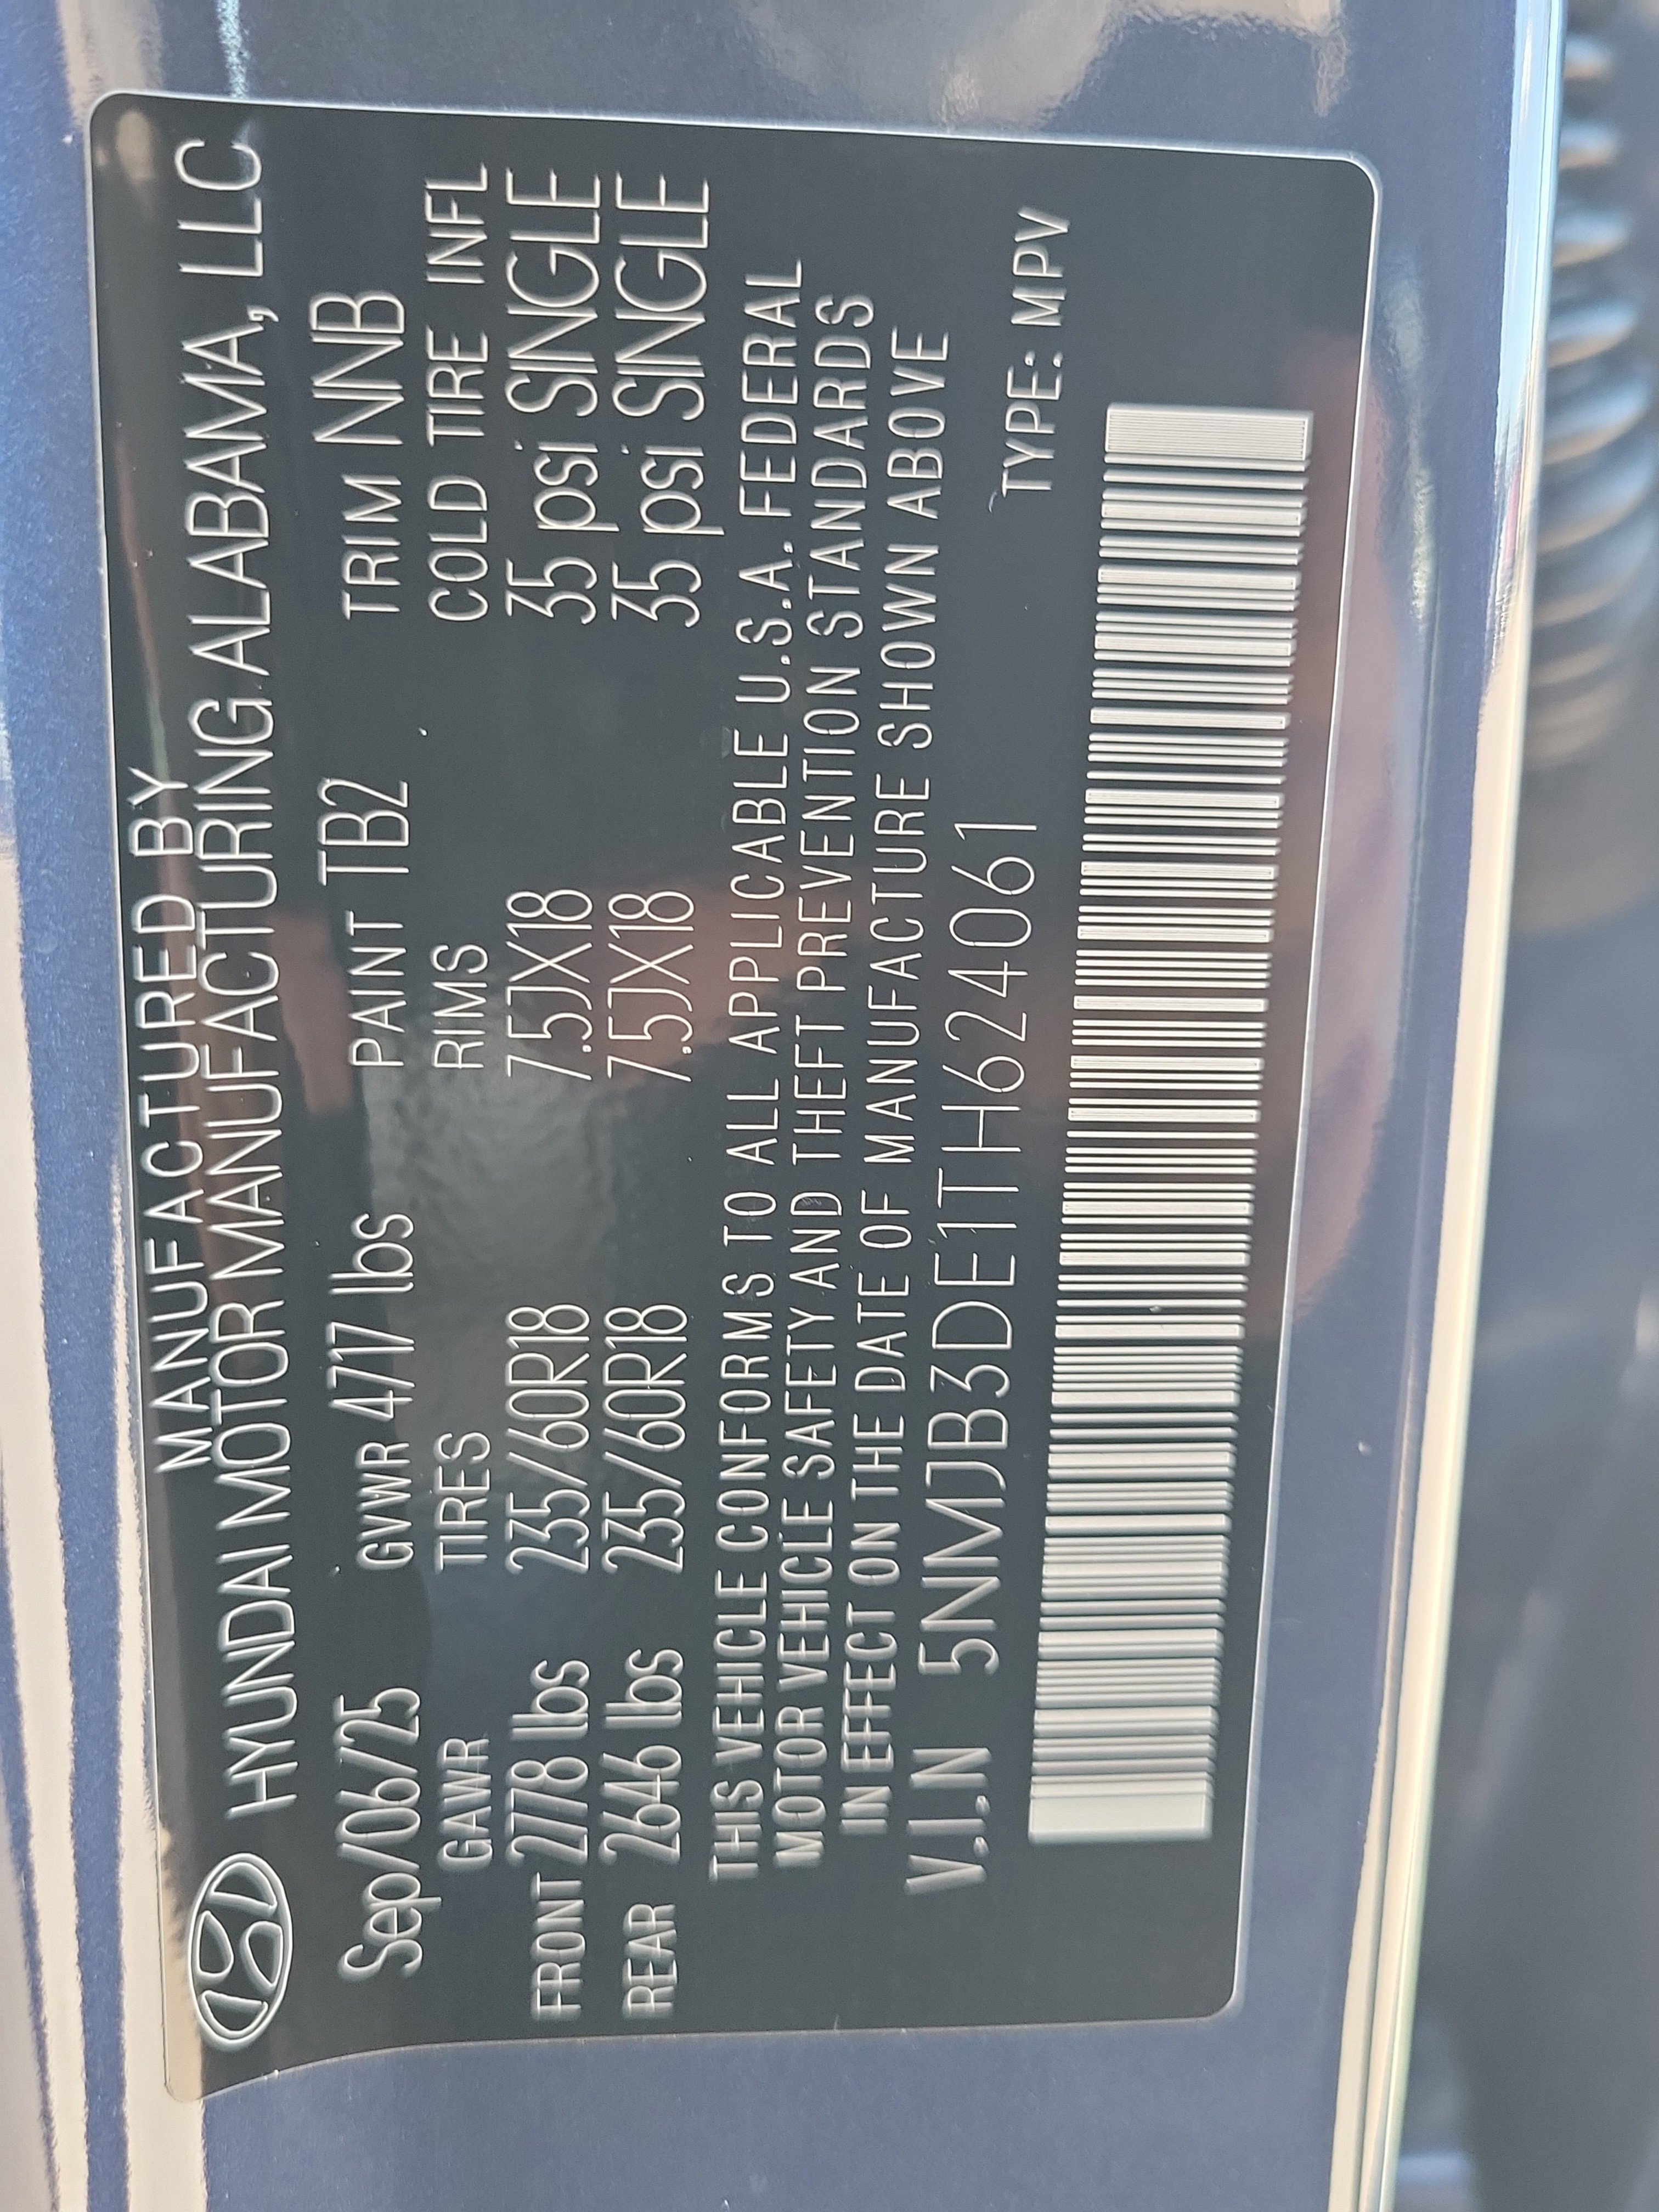 MANUFACTURED BY
HYUNDAI MOTOR MANUFACTURING ALABAMA, LLC
Sep/06/25 GVWR 4717 lbs PAINT TB2 TRIM NNB
GAWR TIRES RIMS COLD TIRE INFL
FRONT 2778 lbs 235/60R18 7.5JX18 35 psi SINGLE
REAR 2646 lbs 235/60R18 7.5JX18 35 psi SINGLE
THIS VEHICLE CONFORMS TO ALL APPLICABLE U.S.A. FEDERAL
MOTOR VEHICLE SAFETY AND THEFT PREVENTION STANDARDS
IN EFFECT ON THE DATE OF MANUFACTURE SHOWN ABOVE
V.I.N 5NMJB3DE1TH624061
TYPE: MPV